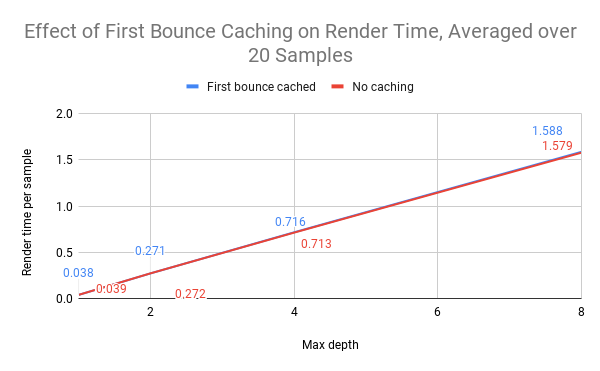 Effect of First Bounce Caching on Render Time, Averaged over
20 Samples
First bounce cached
No caching
Render time per sample
2.0
1.5
1.0
0.5
0.0
1.588
1.579
0.716
0.713
0.271
0.272
0.038
0.039
2
4
6
8
Max depth